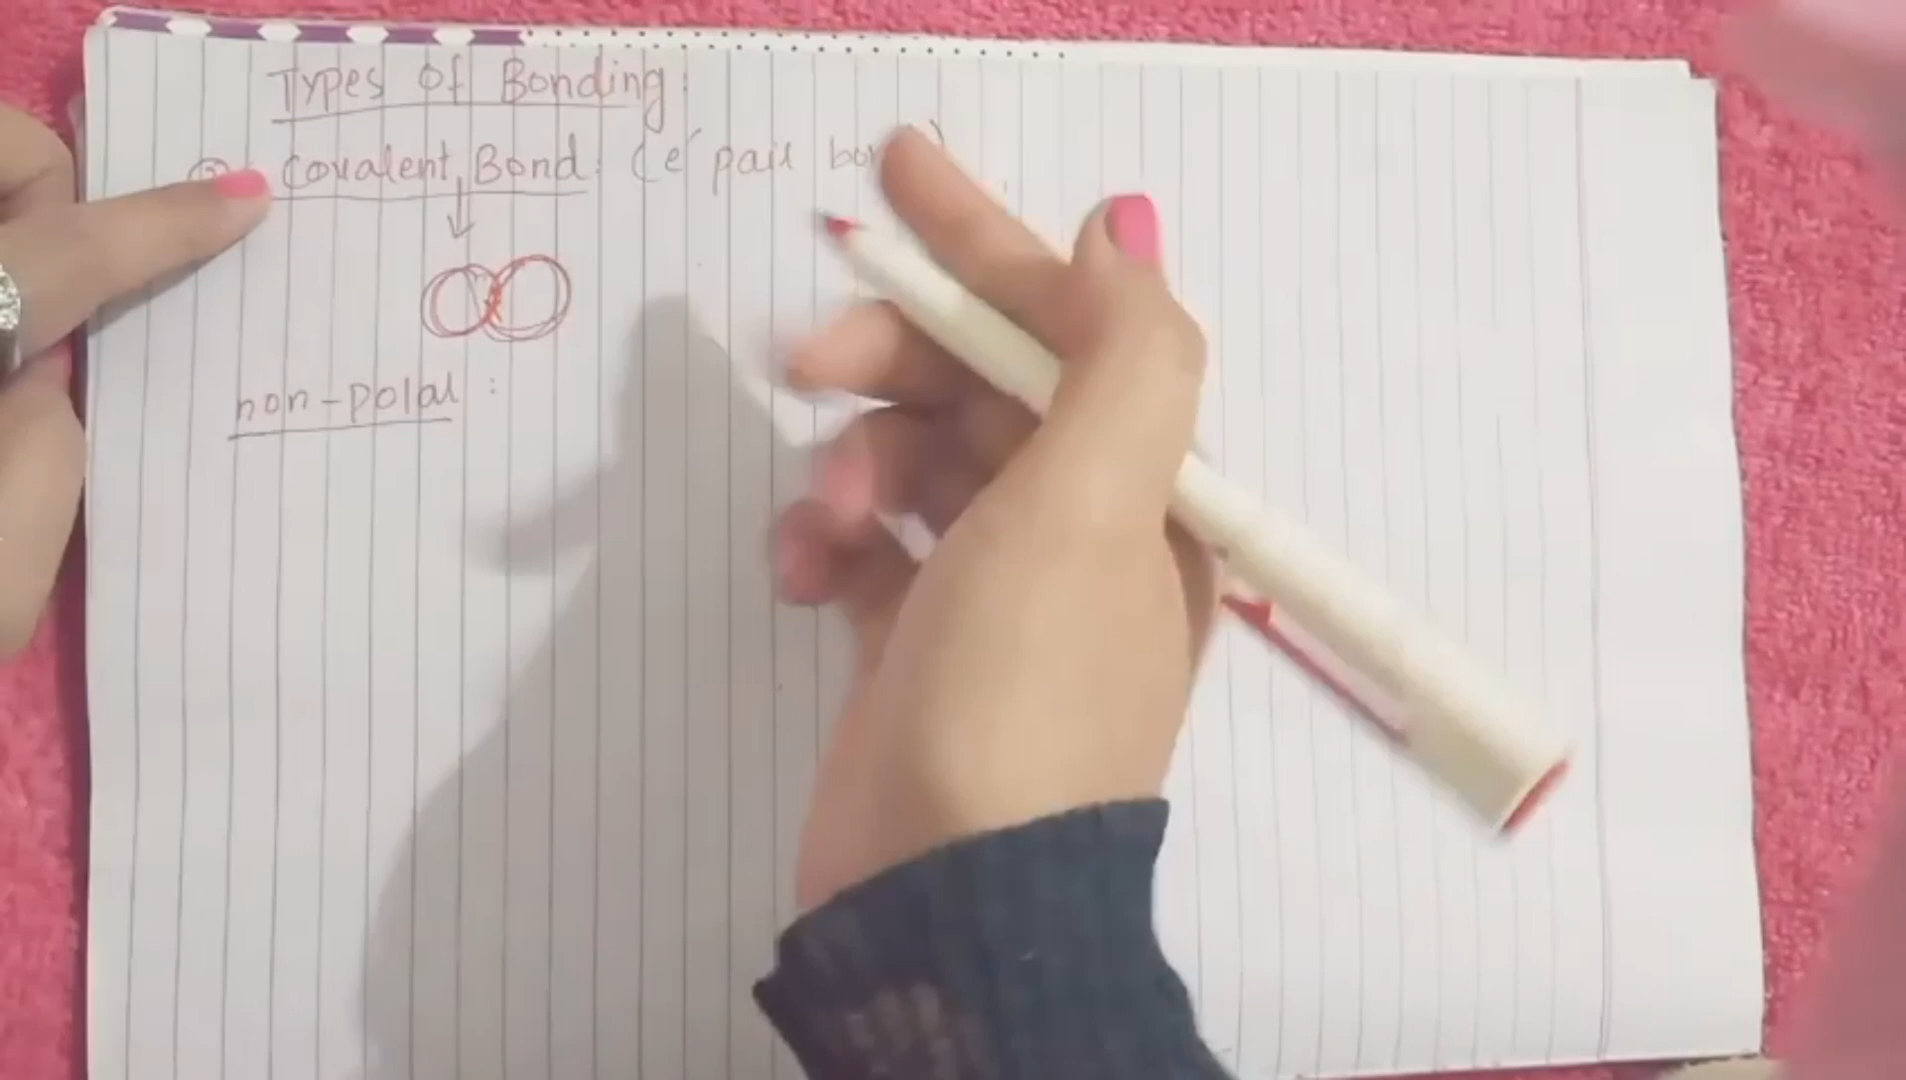 Types Of Bonding:
Covalent Bond: (e⁻ pair
non-polar :